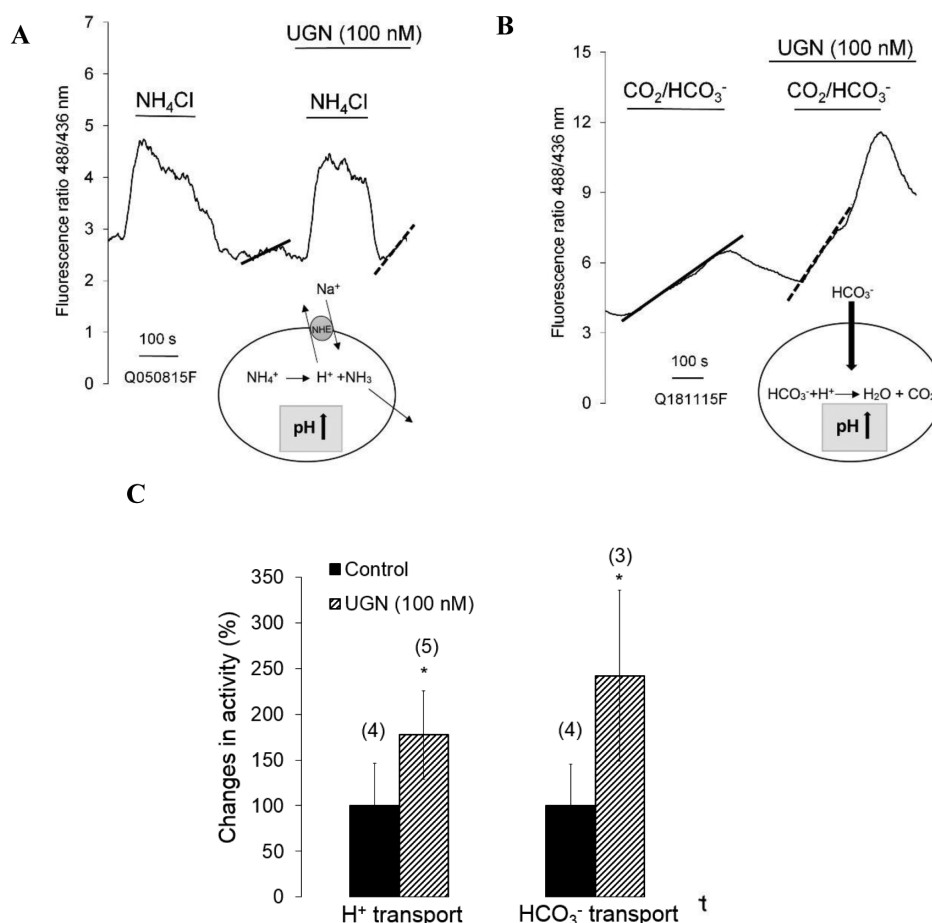 A
UGN (100 nM)
NH₄Cl
NH₄Cl
Fluorescence ratio 488/436 nm
7
6
5
4
3
2
1
0
Na⁺
NHE
NH₄⁺
H⁺ +NH₃
pH
100 s
Q050815F
B
UGN (100 nM)
CO₂/HCO₃⁻
CO₂/HCO₃⁻
Fluorescence ratio 488/436 nm
15
12
9
6
3
0
HCO₃⁻
HCO₃⁻+H⁺
H₂O + CO₂
pH
100 s
Q181115F
C
Changes in activity (%)
350
300
250
200
150
100
50
0
Control
UGN (100 nM)
(4)
(5)
*
(4)
(3)
*
H⁺ transport
HCO₃⁻ transport
t